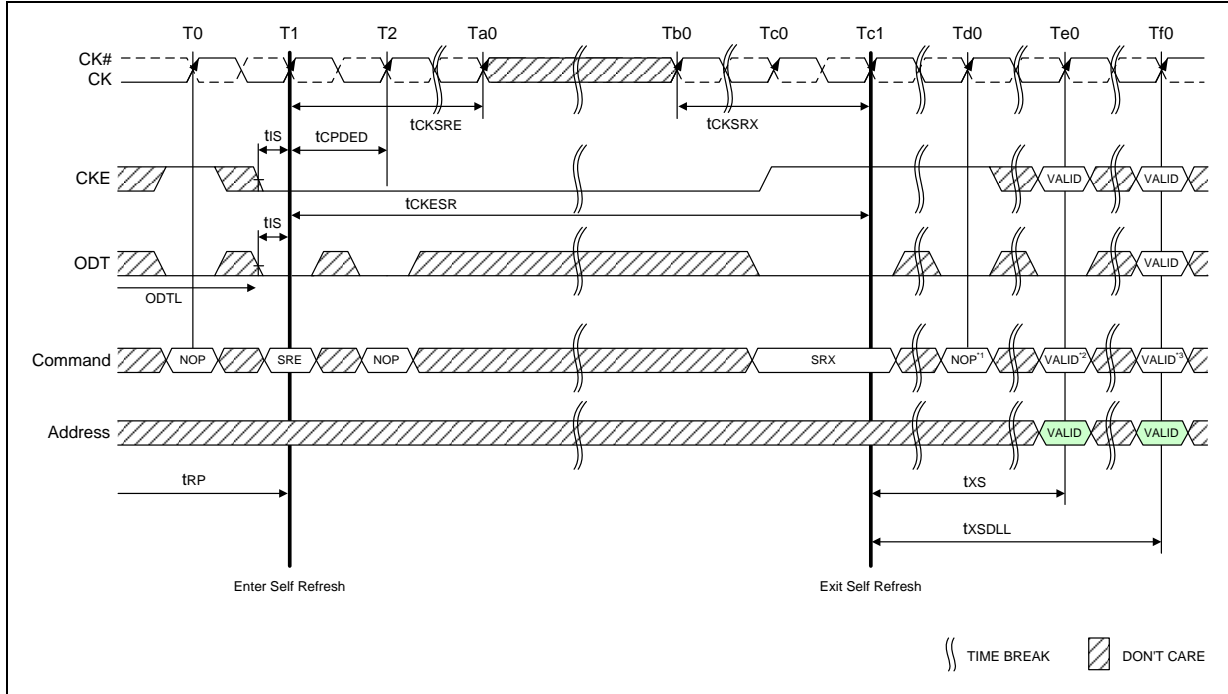 T0 T1 T2 Ta0 Tb0 Tc0 Tc1 Td0 Te0 Tf0
CK#
CK
tCKSRE tCKSRX
tIS tCPDED
CKE VALID VALID
tCKESR
tIS
ODT VALID
ODTL
Command NOP SRE NOP SRX NOP*1 VALID*2 VALID*3
Address VALID VALID
tRP tXS
tXSDLL
Enter Self Refresh Exit Self Refresh
TIME BREAK DON'T CARE